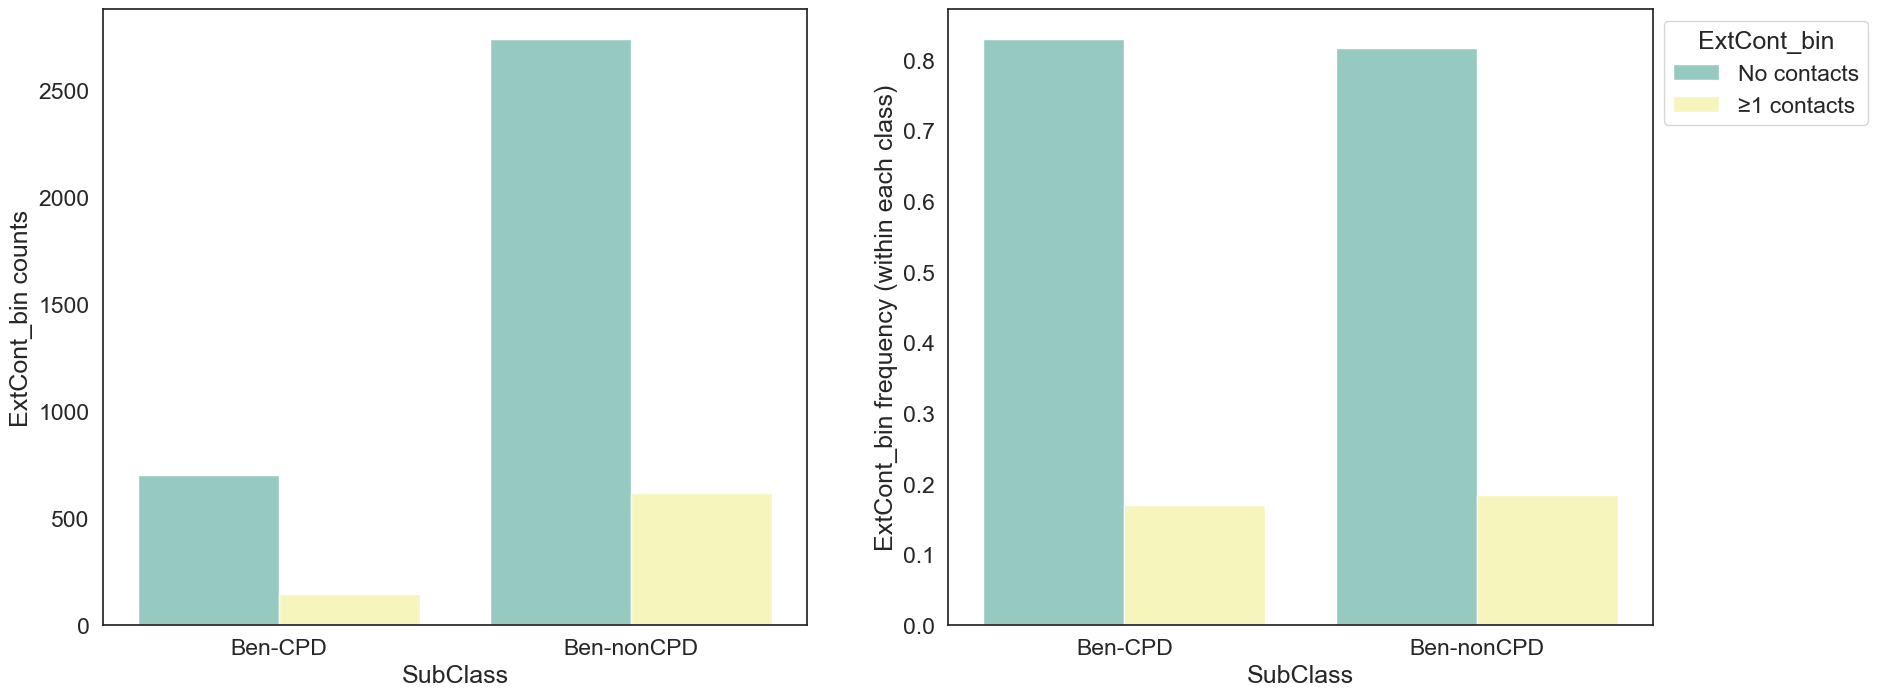 ExtCont_bin counts
2500
2000
1500
1000
500
0
Ben-CPD
Ben-nonCPD
SubClass
ExtCont_bin frequency (within each class)
0.8
0.7
0.6
0.5
0.4
0.3
0.2
0.1
0.0
Ben-CPD
Ben-nonCPD
SubClass
ExtCont_bin
No contacts
≥1 contacts